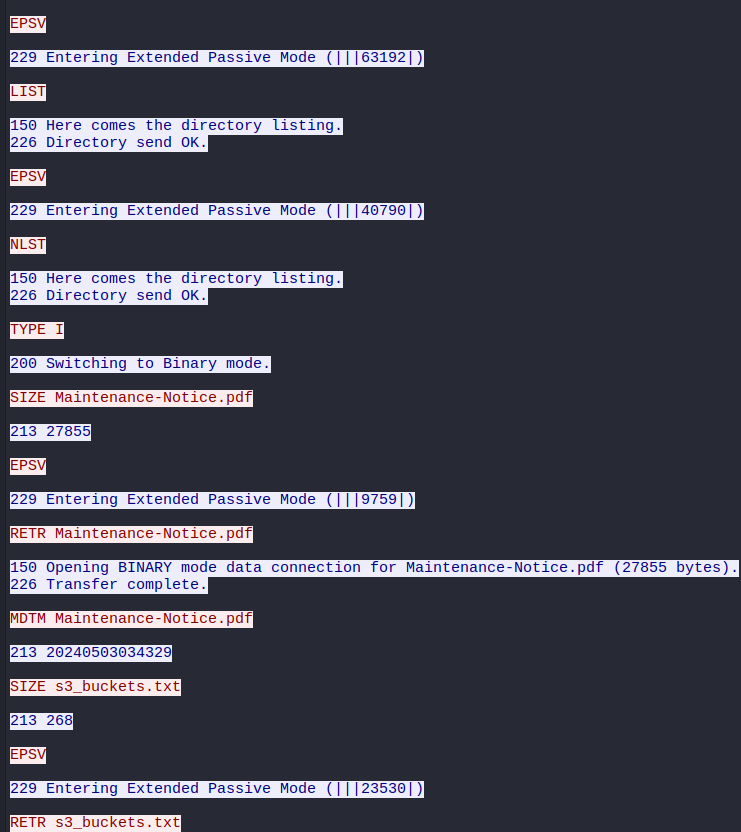 EPSV
229 Entering Extended Passive Mode (|||63192|)
LIST
150 Here comes the directory listing.
226 Directory send OK.
EPSV
229 Entering Extended Passive Mode (|||40790|)
NLST
150 Here comes the directory listing.
226 Directory send OK.
TYPE I
200 Switching to Binary mode.
SIZE Maintenance-Notice.pdf
213 27855
EPSV
229 Entering Extended Passive Mode (|||9759|)
RETR Maintenance-Notice.pdf
150 Opening BINARY mode data connection for Maintenance-Notice.pdf (27855 bytes).
226 Transfer complete.
MDTM Maintenance-Notice.pdf
213 20240503034329
SIZE s3_buckets.txt
213 268
EPSV
229 Entering Extended Passive Mode (|||23530|)
RETR s3_buckets.txt